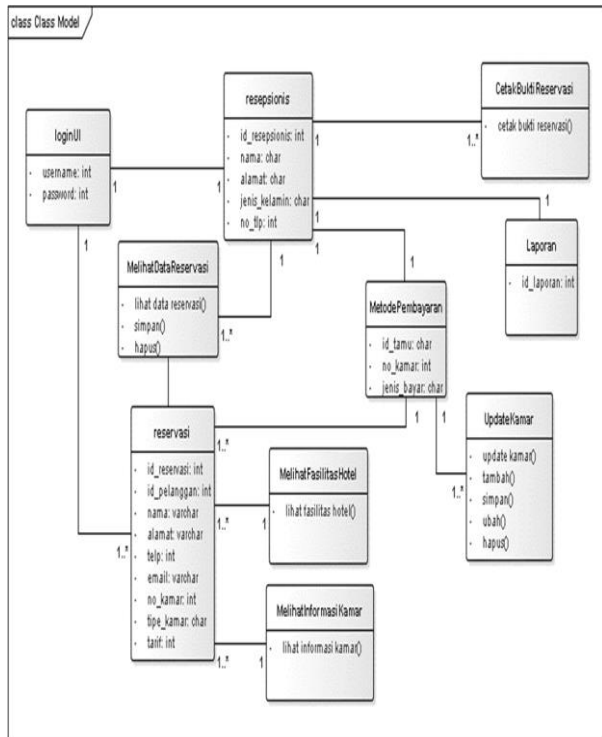 class Class Model
loginUI
- username: int
- password: int
resepsionis
- id_resepsionis: int
- nama: char
- alamat: char
- jenis_kelamin: char
- no_tlp: int
CetakBuktiReservasi
- cetak bukti reservasi()
Laporan
- id_laporan: int
MelihatDataReservasi
- lihat data reservasi()
- simpan()
- hapus()
MetodePembayaran
- id_tamu: char
- no_kamar: int
- jenis_bayar: char
UpdateKamar
- update kamar()
- tambah()
- simpan()
- ubah()
- hapus()
reservasi
- id_reservasi: int
- id_pelanggan: int
- nama: varchar
- alamat: varchar
- telp: int
- email: varchar
- no_kamar: int
- tipe_kamar: char
- tarif: int
MelihatFasilitasHotel
- lihat fasilitas hotel()
MelihatInformasiKamar
- lihat informasi kamar()
1
1
1
1..*
1
1
1
1
1
1..*
1
1..*
1
1..*
1
1..*
1..*
1
1..*
1